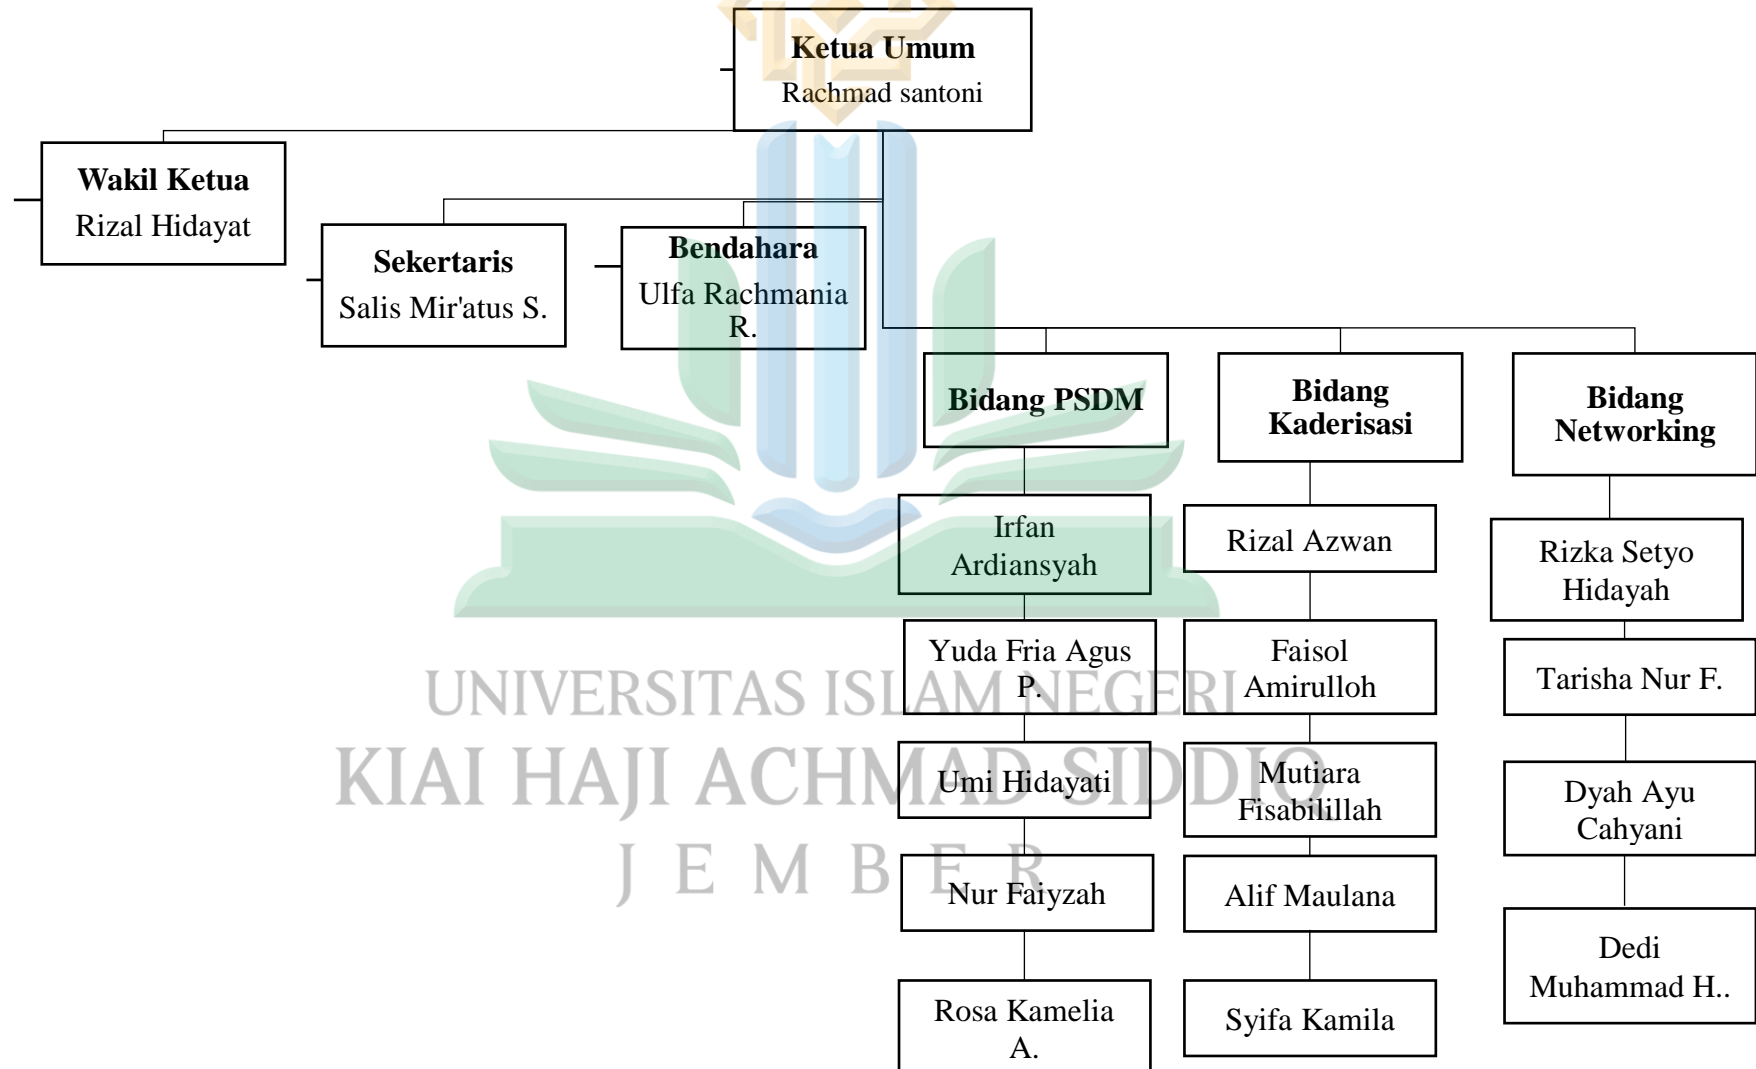 Ketua Umum
Rachmad santoni
Wakil Ketua
Rizal Hidayat
Sekertaris
Salis Mir'atus S.
Bendahara
Ulfa Rachmania
R.
Bidang PSDM
Irfan
Ardiansyah
Yuda Fria Agus
P.
Umi Hidayati
Nur Faiyzah
Rosa Kamelia
A.
Bidang
Kaderisasi
Rizal Azwan
Faisol
Amirulloh
Mutiara
Fisabilillah
Alif Maulana
Syifa Kamila
Bidang
Networking
Rizka Setyo
Hidayah
Tarisha Nur F.
Dyah Ayu
Cahyani
Dedi
Muhammad H..
UNIVERSITAS ISLAM NEGERI
KIAI HAJI ACHMAD SIDDIQ
J E M B E R